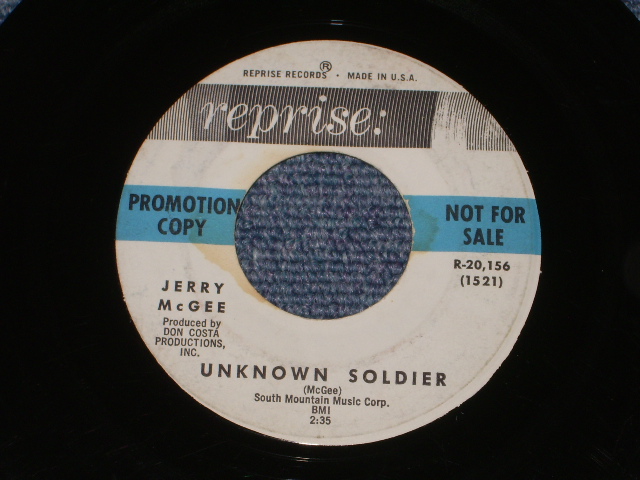 ®
REPRISE RECORDS · MADE IN U.S.A.
reprise:
PROMOTION
COPY
NOT FOR
SALE
R-20,156
(1521)
JERRY
McGEE
Produced by
DON COSTA
PRODUCTIONS,
INC.
UNKNOWN SOLDIER
(McGee)
South Mountain Music Corp.
BMI
2:35